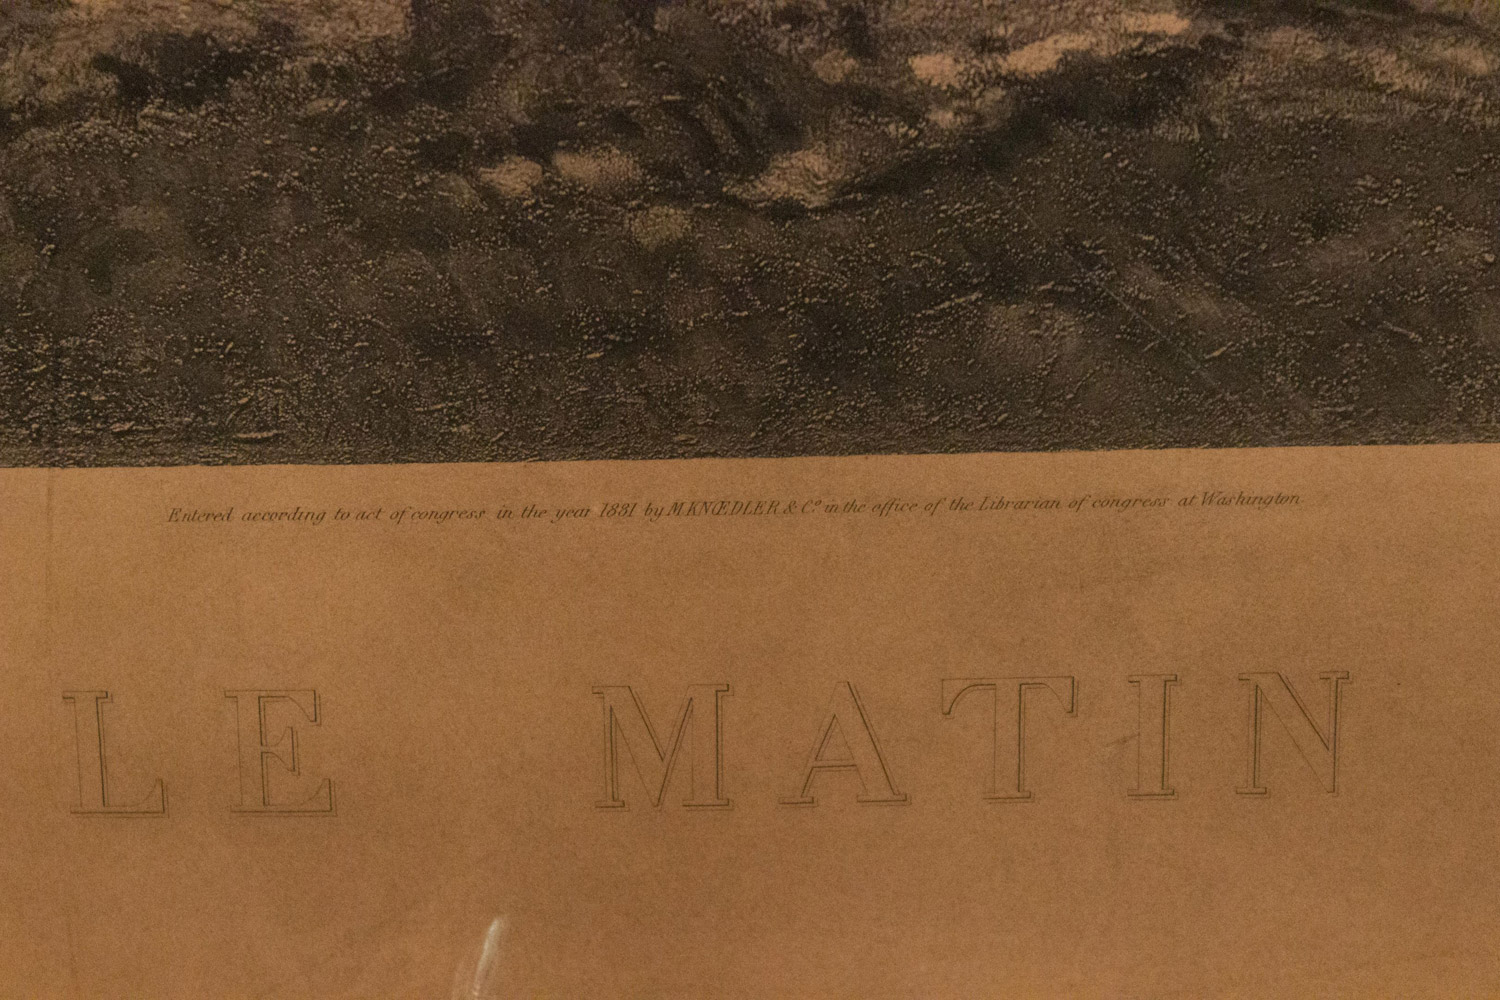 Entered according to act of congress in the year 1881 by M KNŒDLER & Cº in the office of the Librarian of congress at Washington
LE MATIN